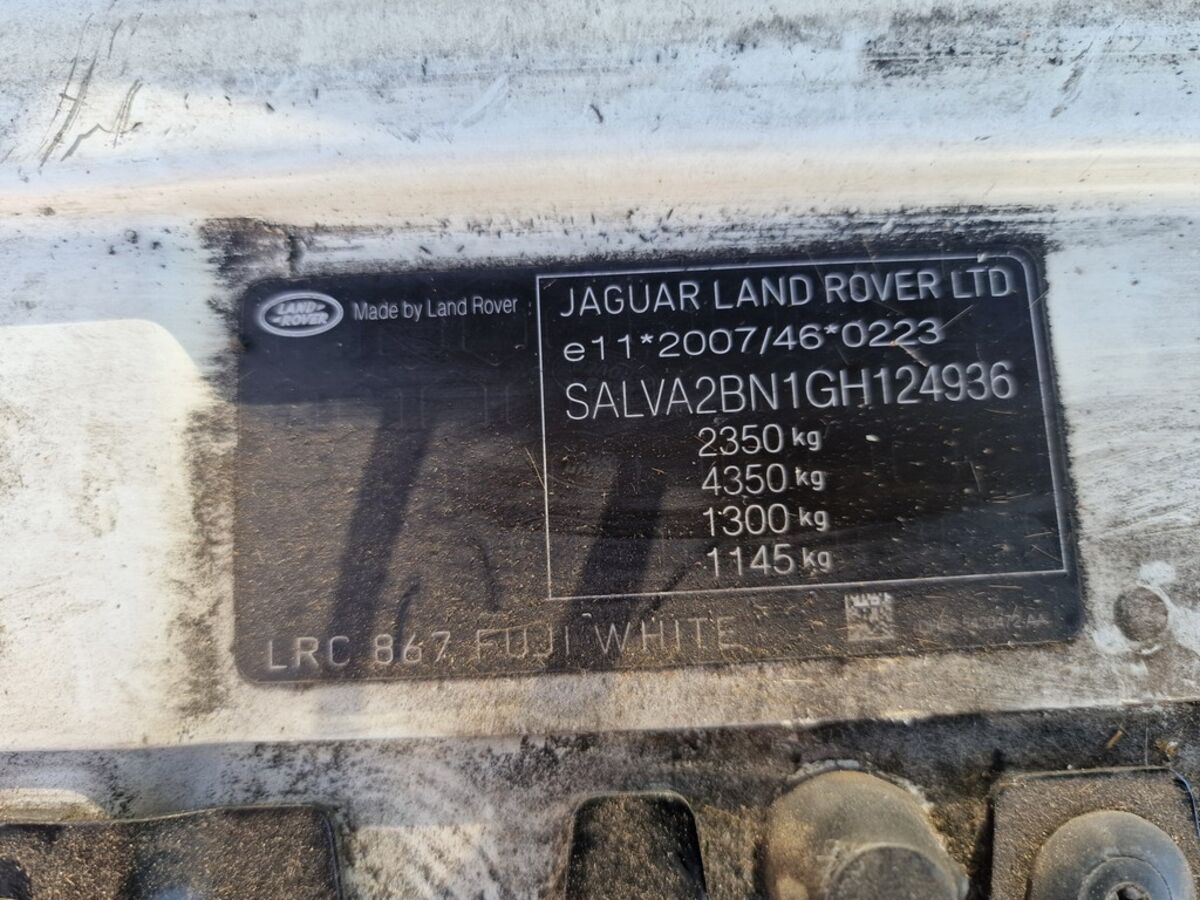 LAND ROVER
Made by Land Rover
JAGUAR LAND ROVER LTD
e11*2007/46*0223
SALVA2BN1GH124936
2350 kg
4350 kg
1300 kg
1145 kg
LRC 867 FUJI WHITE